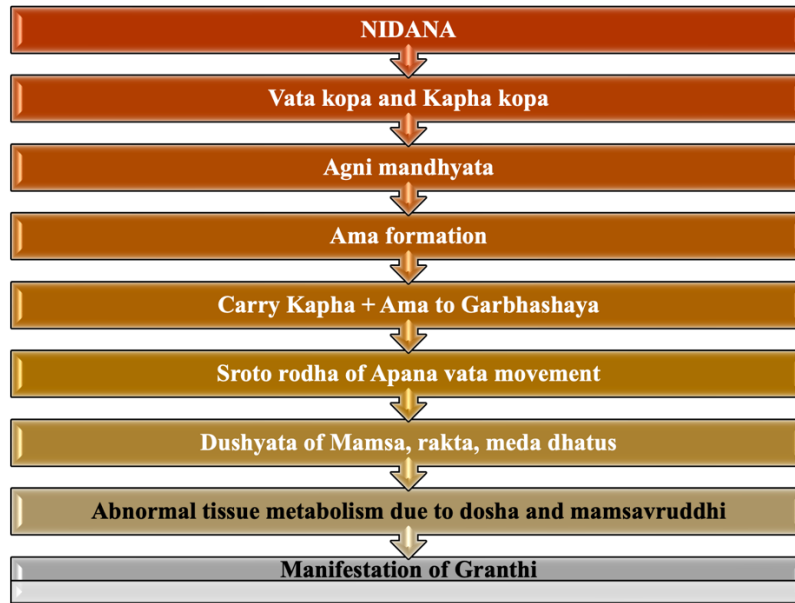 NIDANA
Vata kopa and Kapha kopa
Agni mandhyata
Ama formation
Carry Kapha + Ama to Garbhashaya
Sroto rodha of Apana vata movement
Dushyata of Mamsa, rakta, meda dhatus
Abnormal tissue metabolism due to dosha and mamsavruddhi
Manifestation of Granthi